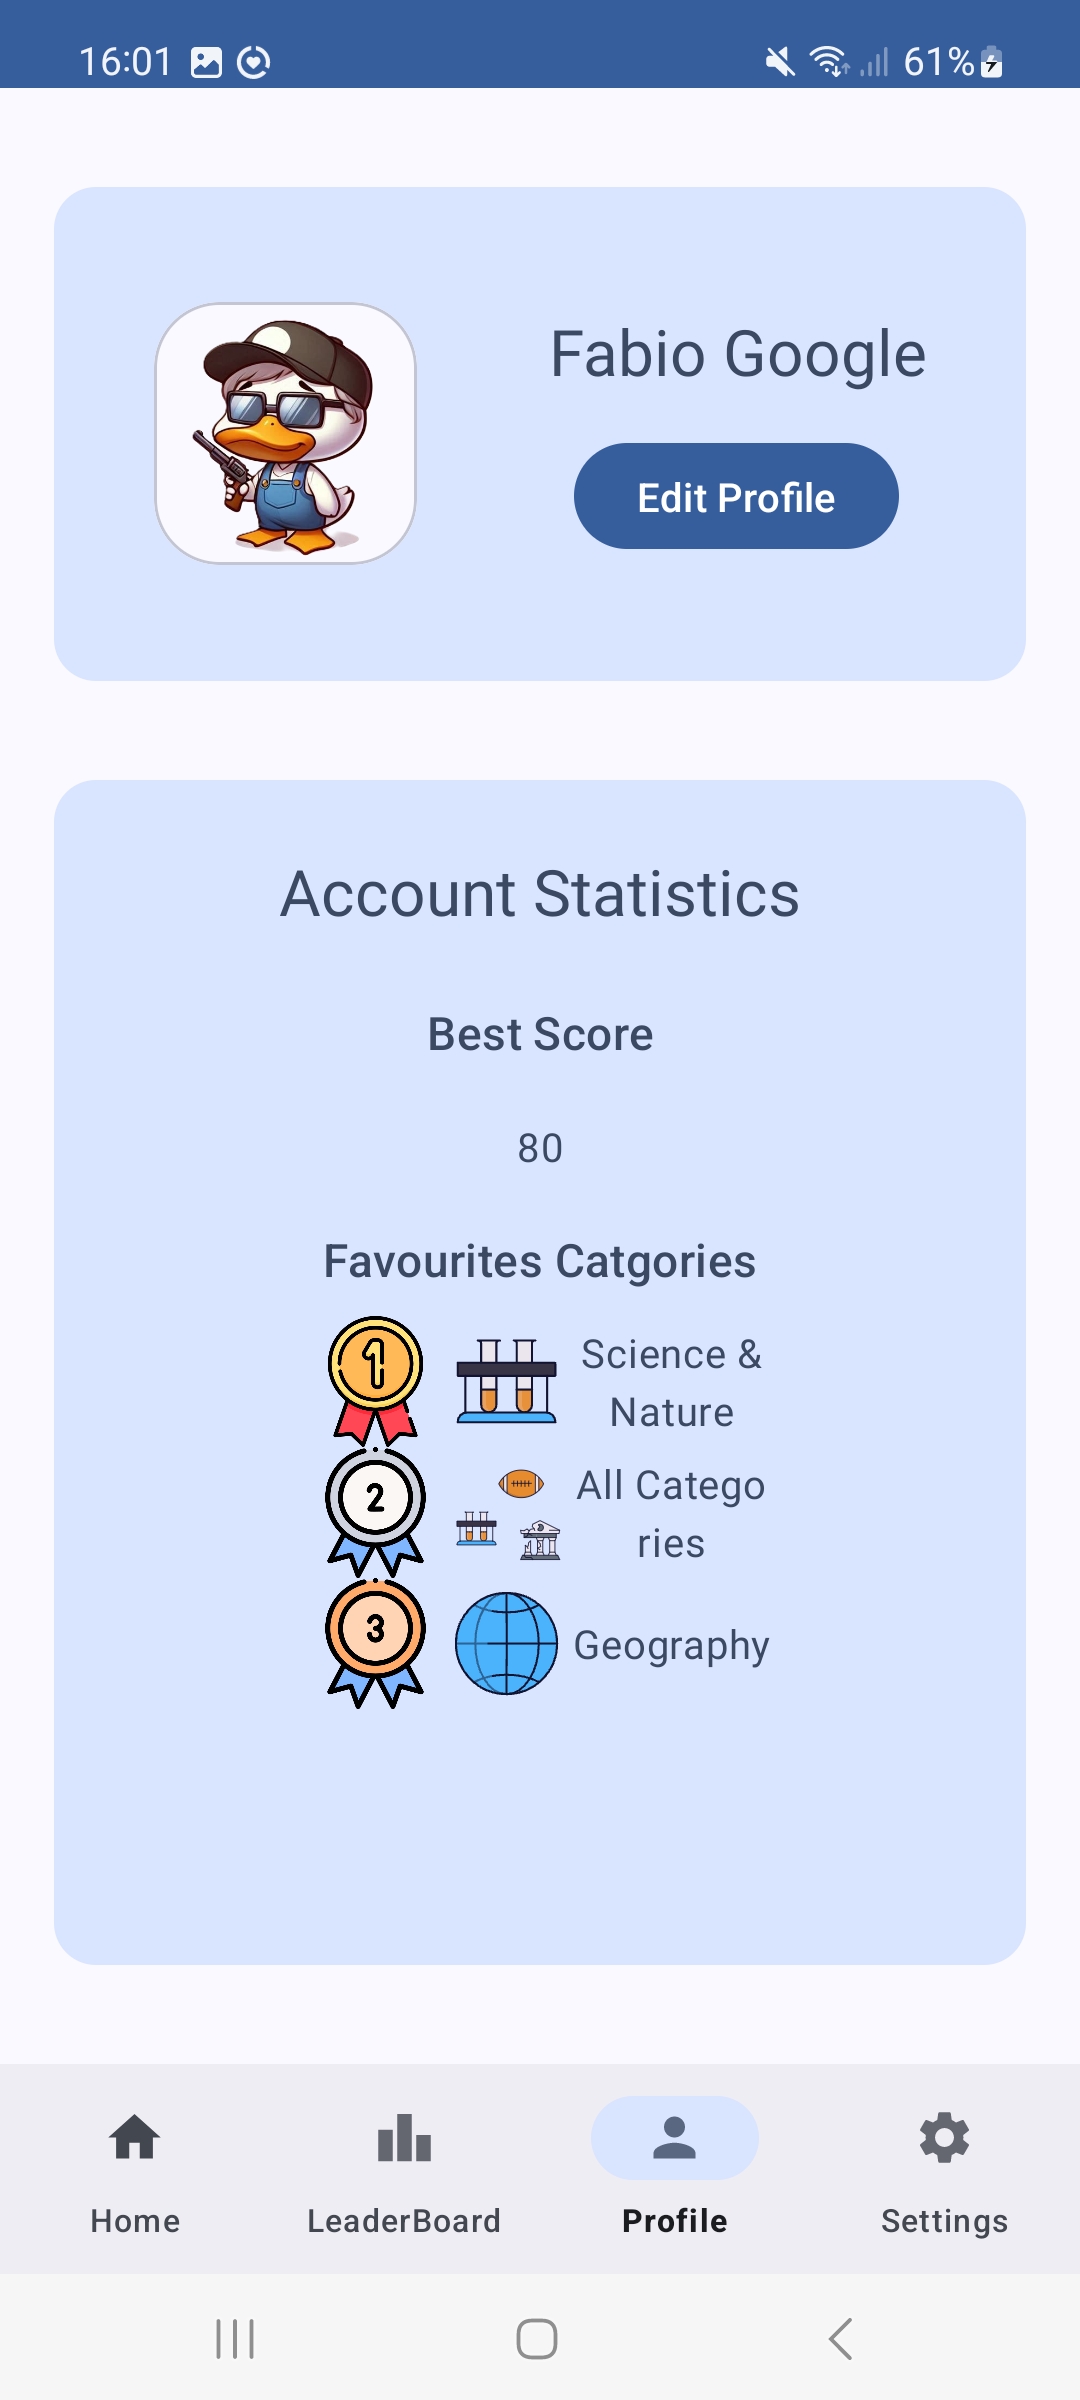 16:01
61%
Fabio Google
Edit Profile
Account Statistics
Best Score
80
Favourites Catgories
1
Science &
Nature
2
All Catego
ries
3
Geography
Home
LeaderBoard
Profile
Settings